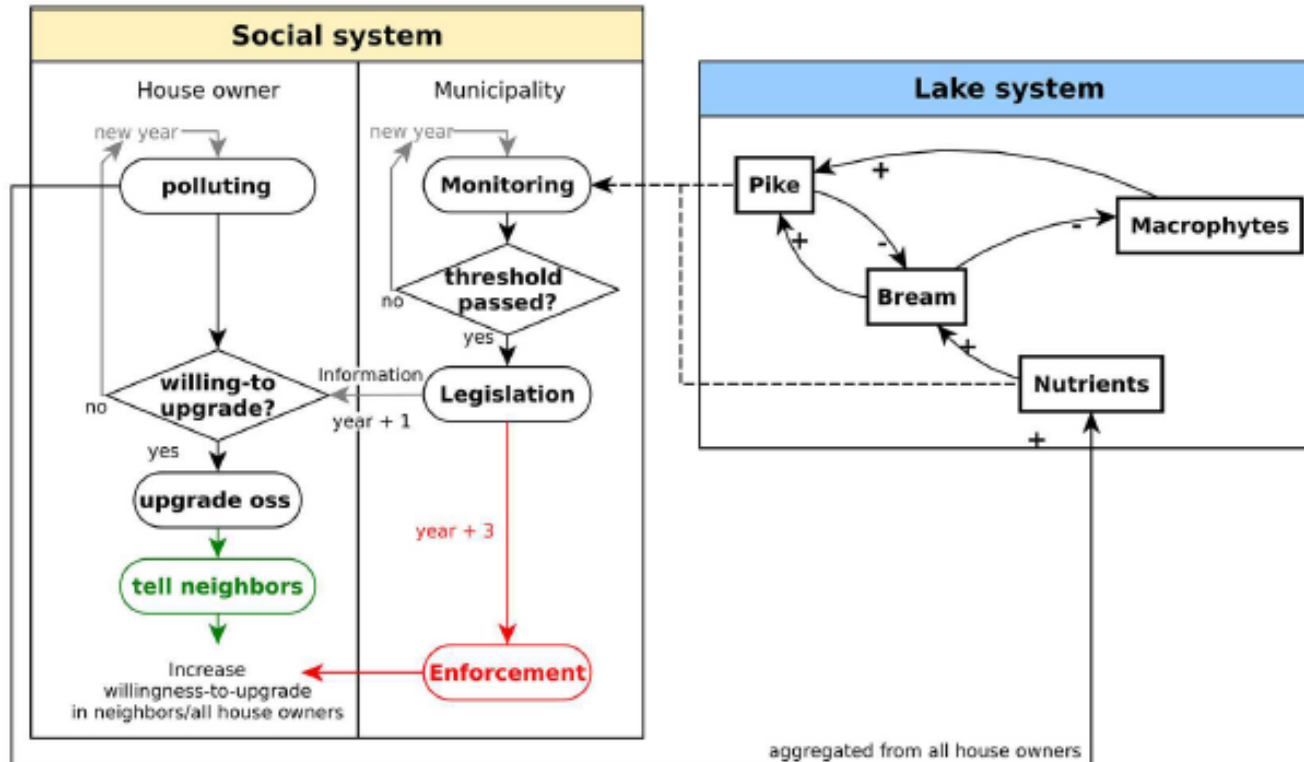 Social system
House owner
Municipality
new year
polluting
willing-to
upgrade?
no
yes
upgrade oss
tell neighbors
Increase
willingness-to-upgrade
in neighbors/all house owners
new year
Monitoring
threshold
passed?
no
yes
Information
year + 1
Legislation
year + 3
Enforcement
Lake system
Pike
+
Macrophytes
-
+
-
Bream
+
Nutrients
+
aggregated from all house owners